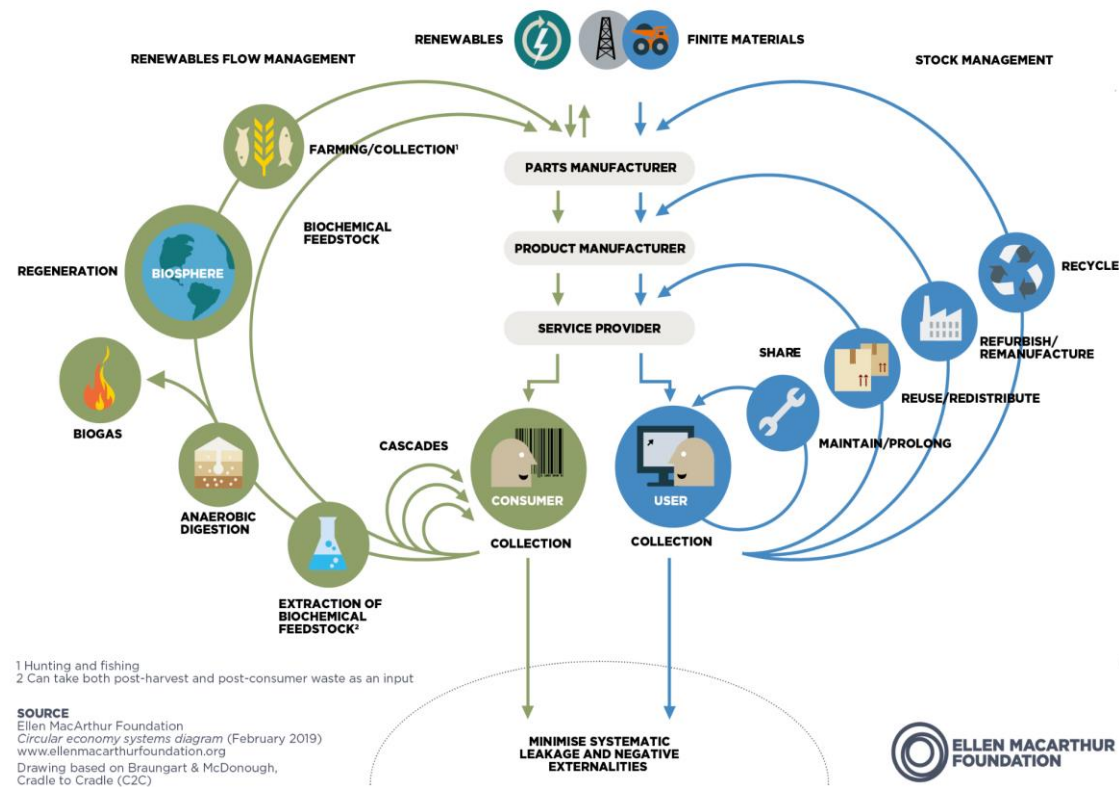 RENEWABLES
FINITE MATERIALS
RENEWABLES FLOW MANAGEMENT
STOCK MANAGEMENT
FARMING/COLLECTION¹
PARTS MANUFACTURER
BIOCHEMICAL
FEEDSTOCK
PRODUCT MANUFACTURER
REGENERATION
BIOSPHERE
RECYCLE
SERVICE PROVIDER
SHARE
REFURBISH/
REMANUFACTURE
REUSE/REDISTRIBUTE
BIOGAS
CASCADES
MAINTAIN/PROLONG
CONSUMER
USER
ANAEROBIC
DIGESTION
COLLECTION
COLLECTION
EXTRACTION OF
BIOCHEMICAL
FEEDSTOCK²
1 Hunting and fishing
2 Can take both post-harvest and post-consumer waste as an input
SOURCE
Ellen MacArthur Foundation
Circular economy systems diagram (February 2019)
www.ellenmacarthurfoundation.org
Drawing based on Braungart & McDonough,
Cradle to Cradle (C2C)
MINIMISE SYSTEMATIC
LEAKAGE AND NEGATIVE
EXTERNALITIES
ELLEN MACARTHUR
FOUNDATION